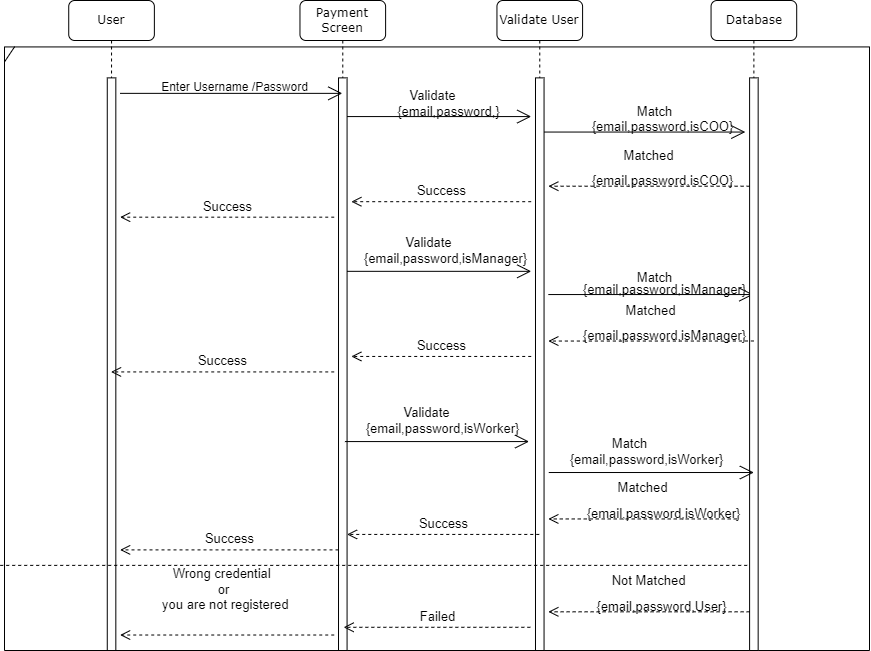 User
Payment
Screen
Validate User
Database
Enter Username /Password
Validate
{email,password,}
Match
{email,password,isCOO}
Matched
{email,password,isCOO}
Success
Success
Validate
{email,password,isManager}
Match
{email,password,isManager}
Matched
{email,password,isManager}
Success
Success
Validate
{email,password,isWorker}
Match
{email,password,isWorker}
Matched
{email,password,isWorker}
Success
Success
Wrong credential
or
you are not registered
Not Matched
{email,password,User}
Failed